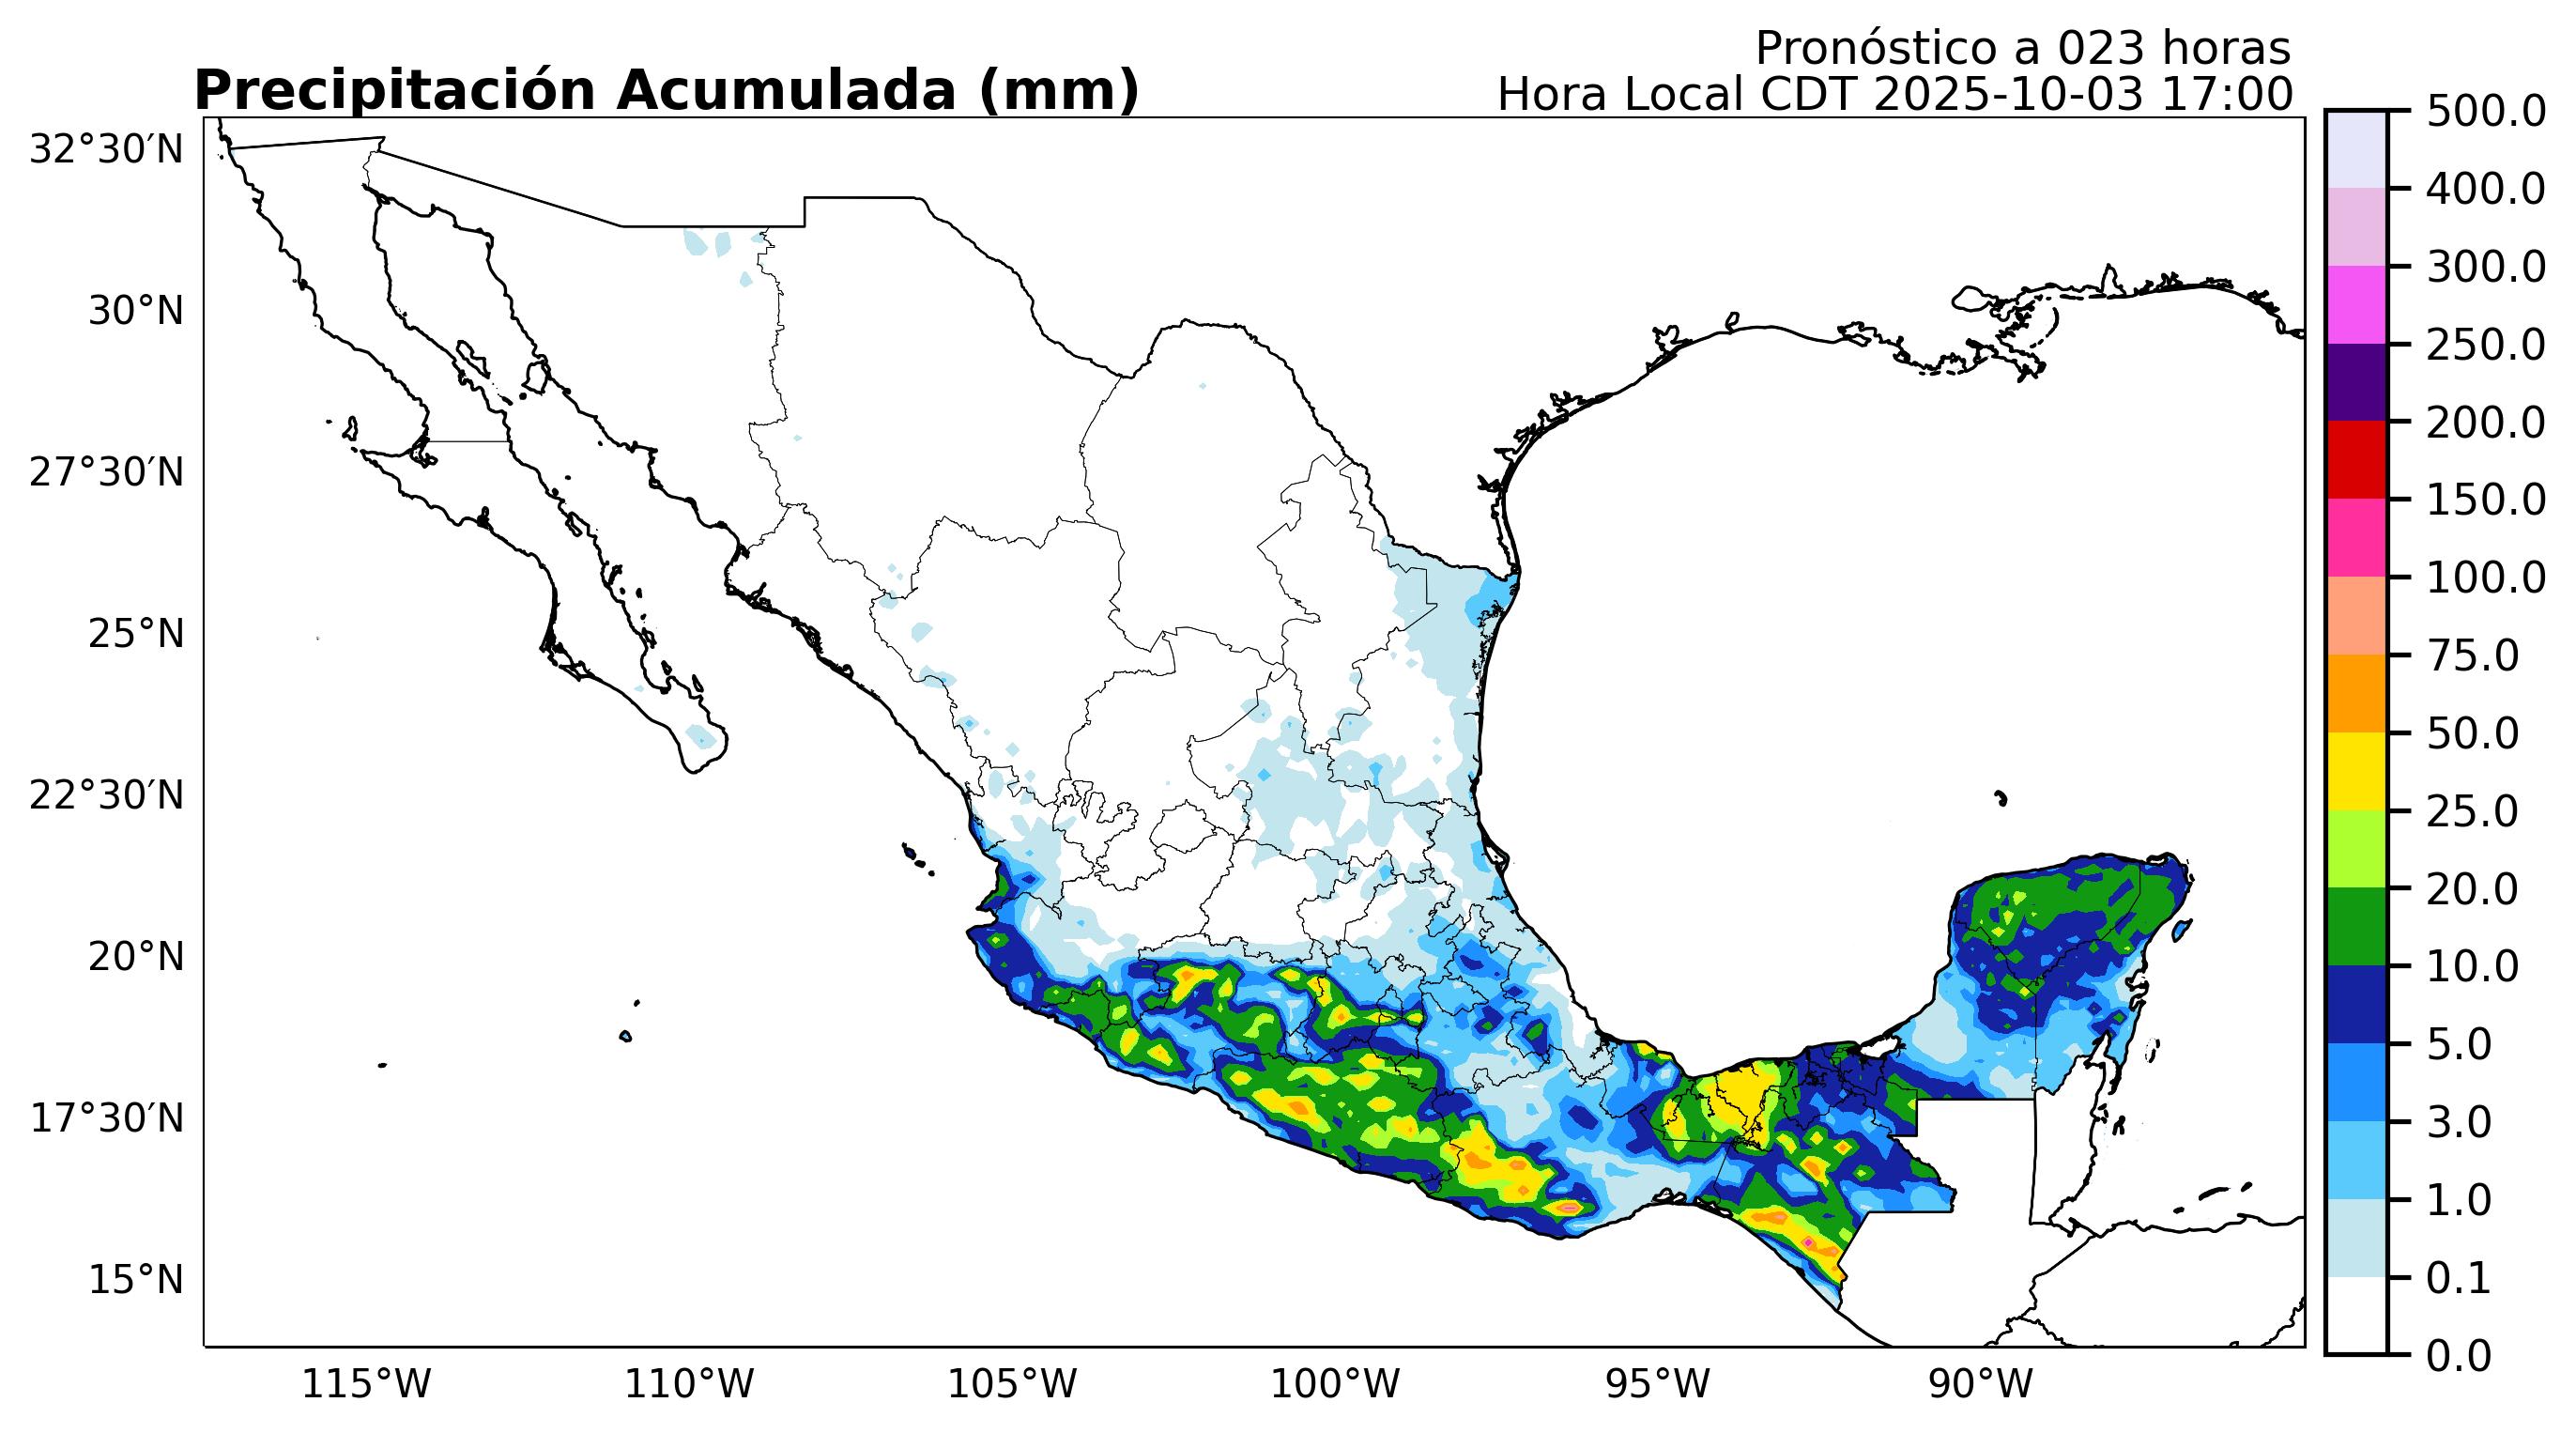 Pronóstico a 023 horas
Precipitación Acumulada (mm)
Hora Local CDT 2025-10-03 17:00
32°30′N
30°N
27°30′N
25°N
22°30′N
20°N
17°30′N
15°N
115°W
110°W
105°W
100°W
95°W
90°W
500.0
400.0
300.0
250.0
200.0
150.0
100.0
75.0
50.0
25.0
20.0
10.0
5.0
3.0
1.0
0.1
0.0